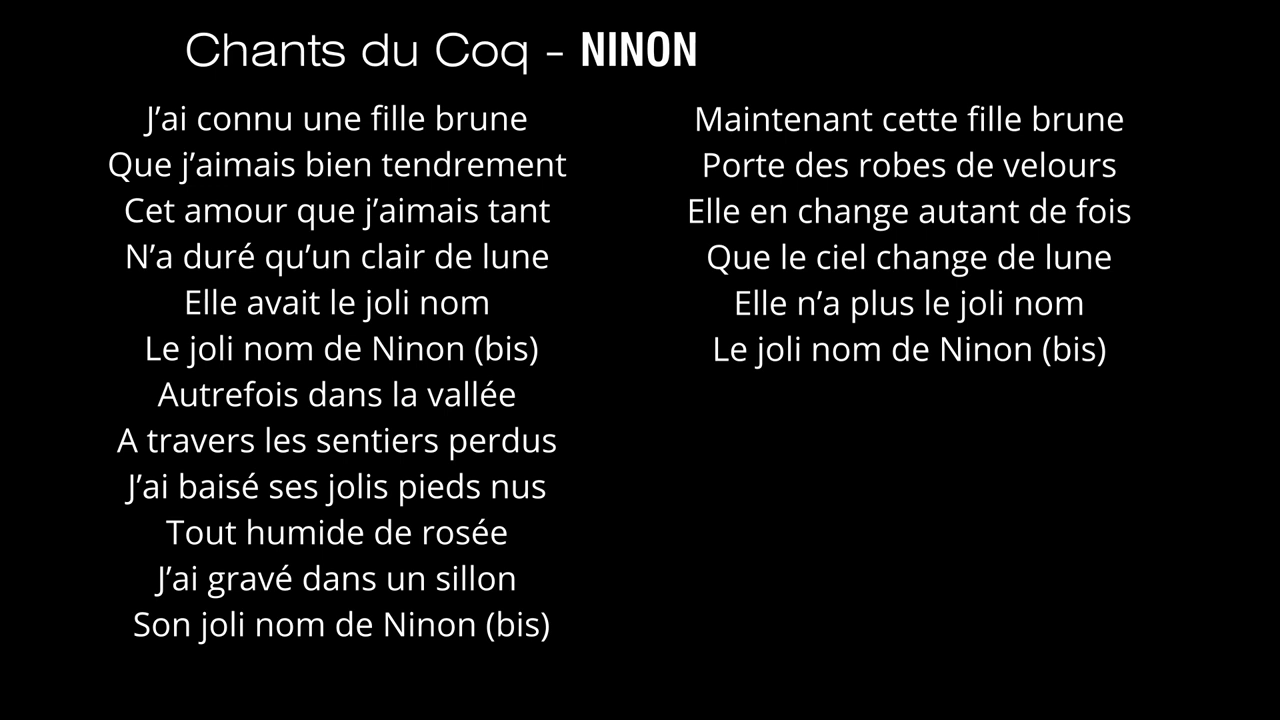 Chants du Coq - NINON
J’ai connu une fille brune
Que j’aimais bien tendrement
Cet amour que j’aimais tant
N’a duré qu’un clair de lune
Elle avait le joli nom
Le joli nom de Ninon (bis)
Autrefois dans la vallée
A travers les sentiers perdus
J’ai baisé ses jolis pieds nus
Tout humide de rosée
J’ai gravé dans un sillon
Son joli nom de Ninon (bis)
Maintenant cette fille brune
Porte des robes de velours
Elle en change autant de fois
Que le ciel change de lune
Elle n’a plus le joli nom
Le joli nom de Ninon (bis)